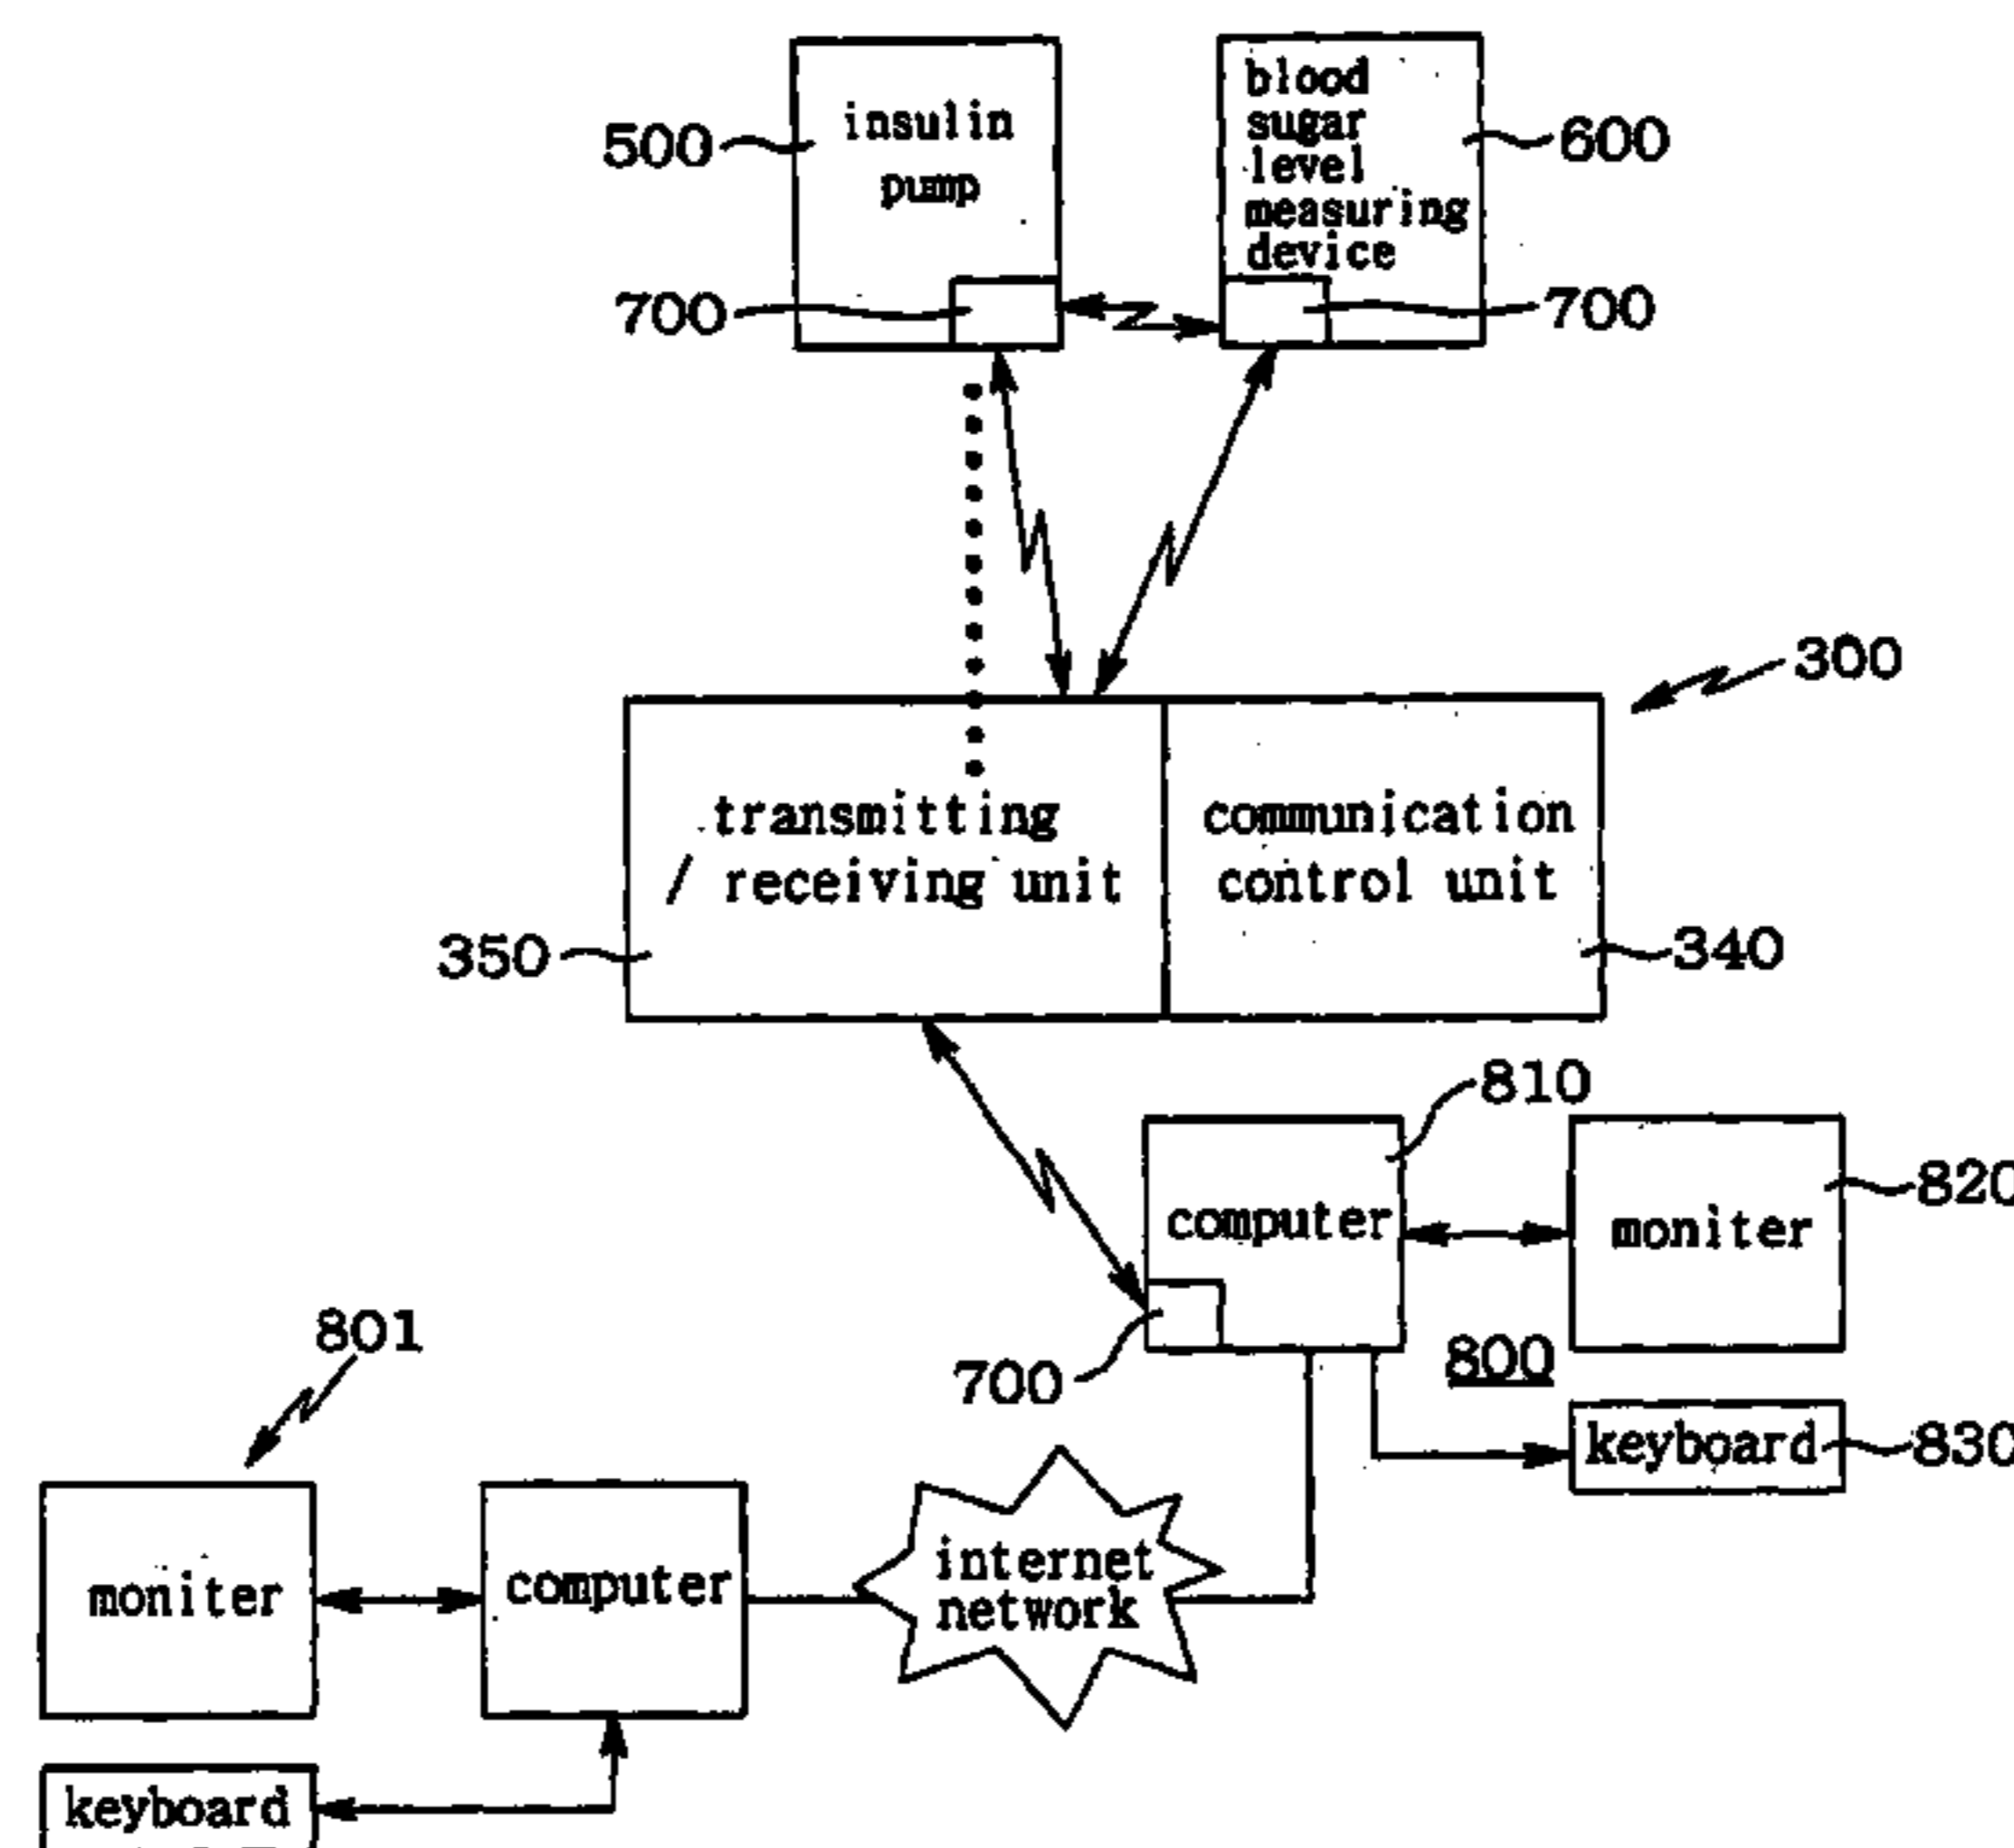 500
insulin
pump
blood
sugar
level
measuring
device
600
700
700
300
transmitting
/ receiving unit
communication
control unit
350
340
810
computer
moniter
820
700
800
keyboard
830
801
moniter
computer
internet
network
keyboard